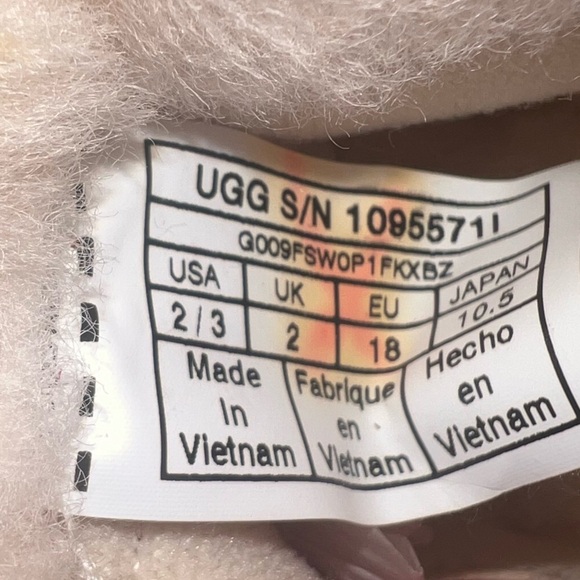 UGG S/N 1095571I
G009FSW0P1FKXBZ
USA UK EU JAPAN
2/3 2 18 10.5
Made Fabrique Hecho
In en en
Vietnam Vietnam Vietnam